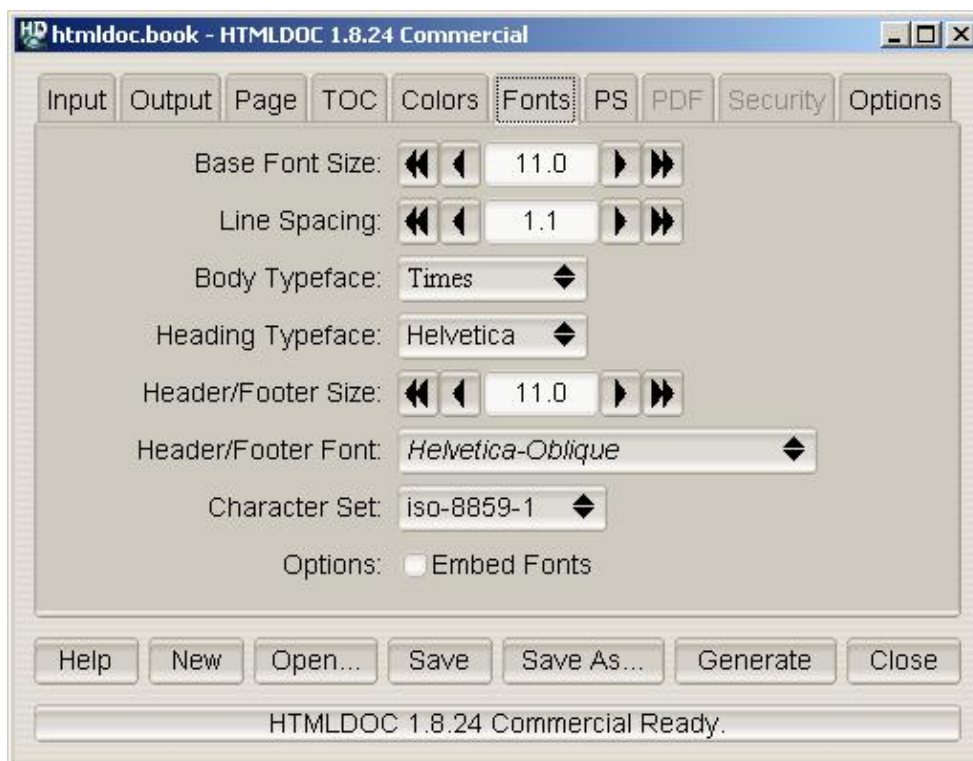 HD htmldoc.book - HTMLDOC 1.8.24 Commercial
Input Output Page TOC Colors Fonts PS PDF Security Options
Base Font Size: 11.0
Line Spacing: 1.1
Body Typeface: Times
Heading Typeface: Helvetica
Header/Footer Size: 11.0
Header/Footer Font: Helvetica-Oblique
Character Set: iso-8859-1
Options: Embed Fonts
Help New Open... Save Save As... Generate Close
HTMLDOC 1.8.24 Commercial Ready.